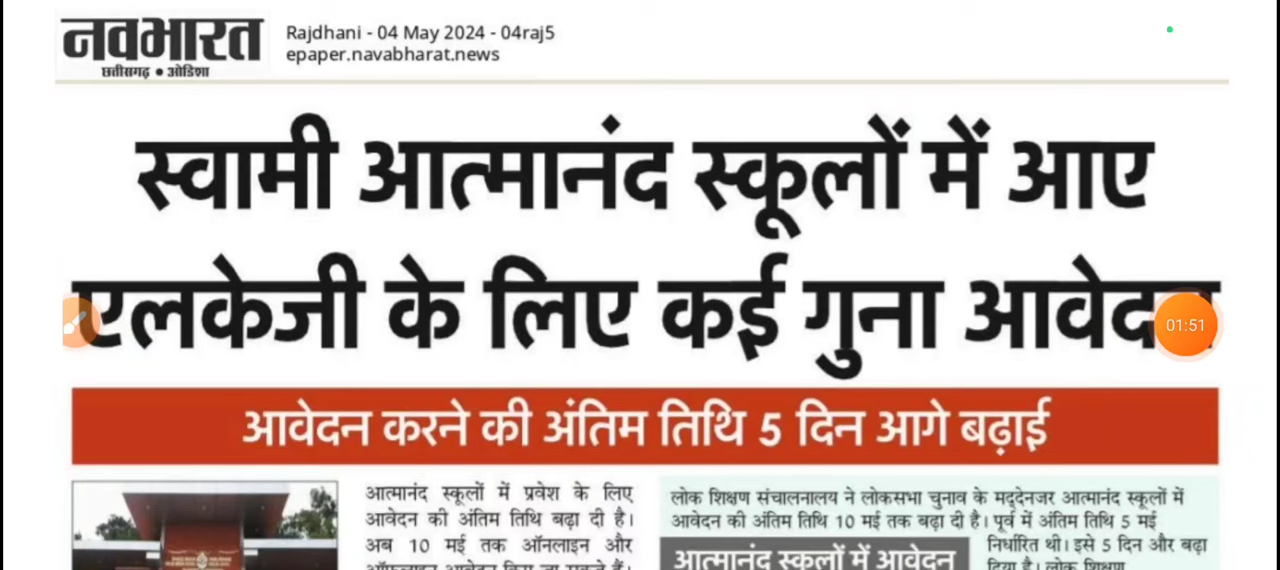 नवभारत
छत्तीसगढ़ • ओडिशा
Rajdhani - 04 May 2024 - 04raj5
epaper.navabharat.news
स्वामी आत्मानंद स्कूलों में आए
एलकेजी के लिए कई गुना आवेदन
01:51
आवेदन करने की अंतिम तिथि 5 दिन आगे बढ़ाई
आत्मानंद स्कूलों में प्रवेश के लिए
आवेदन की अंतिम तिथि बढ़ा दी है।
अब 10 मई तक ऑनलाइन और
लोक शिक्षण संचालनालय ने लोकसभा चुनाव के मद्देनजर आत्मानंद स्कूलों में
आवेदन की अंतिम तिथि 10 मई तक बढ़ा दी है। पूर्व में अंतिम तिथि 5 मई
निर्धारित थी। इसे 5 दिन और बढ़ा
दिया है। लोक शिक्षण
आत्मानंद स्कूलों में आवेदन